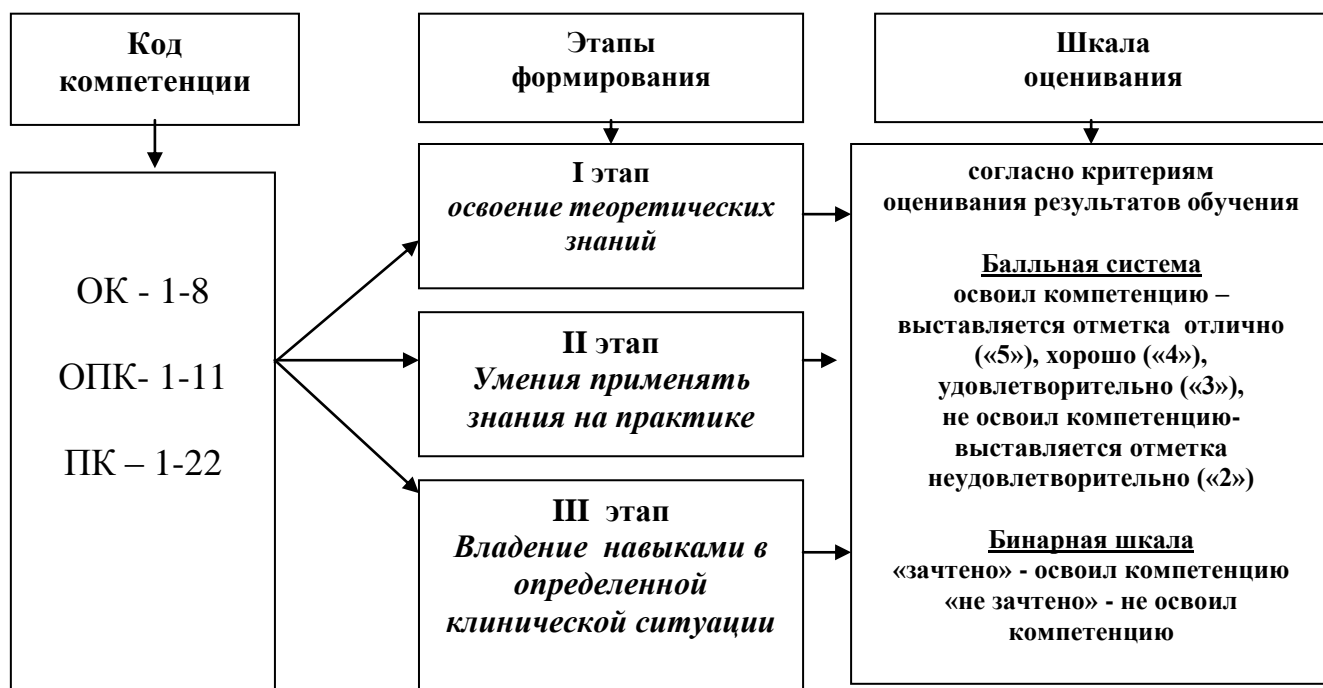 Код
компетенции
Этапы
формирования
Шкала
оценивания
ОК - 1-8
ОПК- 1-11
ПК – 1-22
I этап
освоение теоретических
знаний
II этап
Умения применять
знания на практике
III этап
Владение навыками в
определенной
клинической ситуации
согласно критериям
оценивания результатов обучения
Балльная система
освоил компетенцию –
выставляется отметка отлично
(«5»), хорошо («4»),
удовлетворительно («3»),
не освоил компетенцию-
выставляется отметка
неудовлетворительно («2»)
Бинарная шкала
«зачтено» - освоил компетенцию
«не зачтено» - не освоил
компетенцию